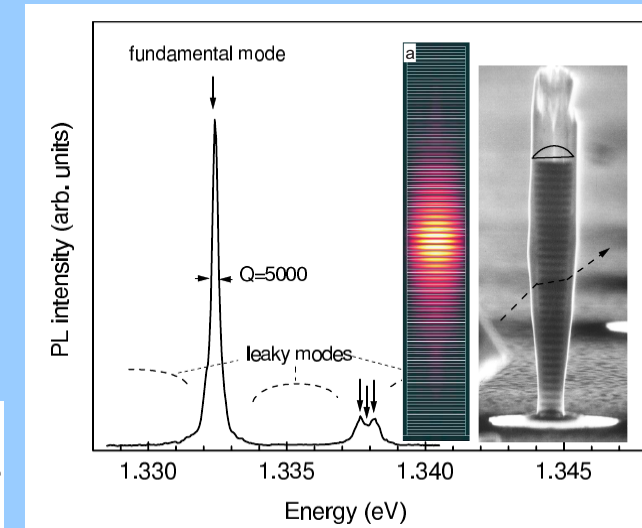 fundamental mode
a
PL intensity (arb. units)
Q=5000
leaky modes
1.330
1.335
1.340
1.345
Energy (eV)